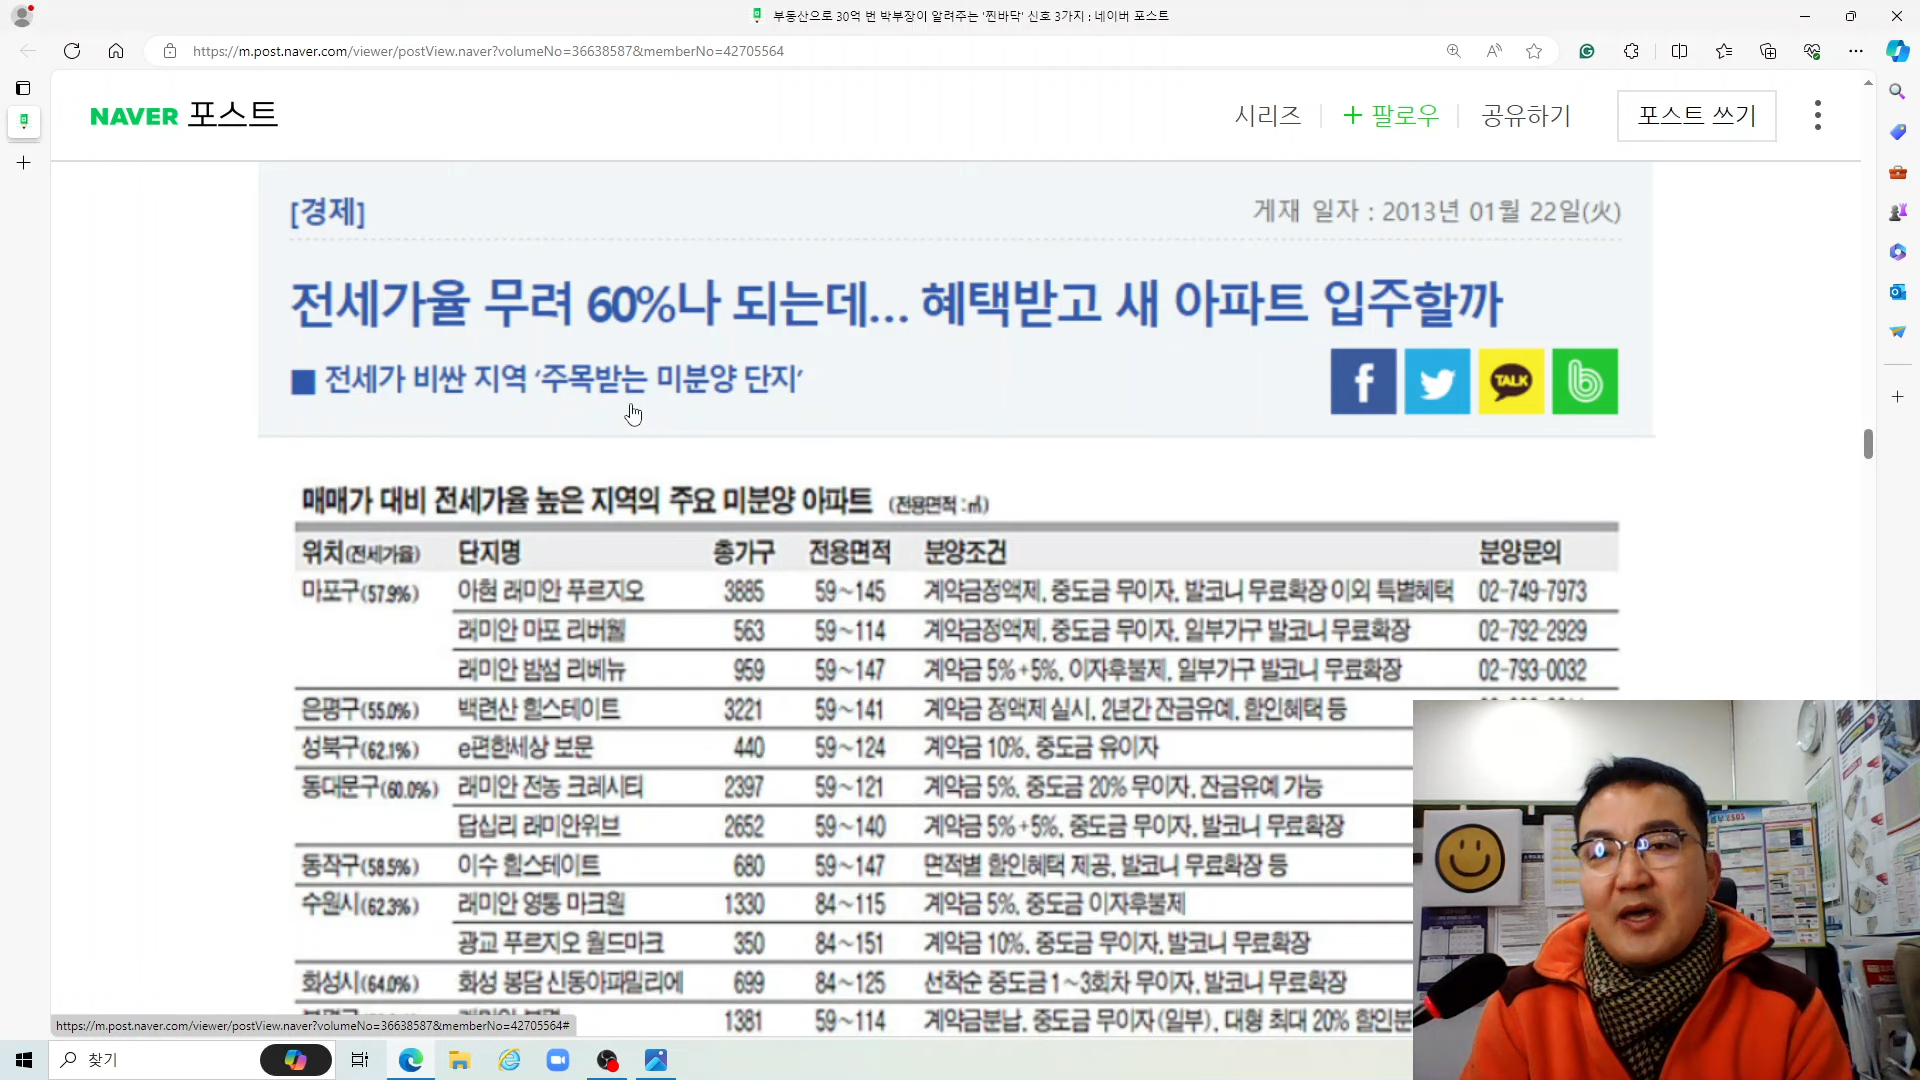 부동산으로 30억 번 박부장이 알려주는 '찐바닥' 신호 3가지 : 네이버 포스트
https://m.post.naver.com/viewer/postView.naver?volumeNo=36638587&memberNo=42705564
NAVER 포스트
시리즈
+ 팔로우
공유하기
포스트 쓰기
[경제]
게재 일자 : 2013년 01월 22일(火)
전세가율 무려 60%나 되는데... 혜택받고 새 아파트 입주할까
■ 전세가 비싼 지역 '주목받는 미분양 단지'
TALK
매매가 대비 전세가율 높은 지역의 주요 미분양 아파트 (전용면적 :㎡)
위치(전세가율) 단지명 총가구 전용면적 분양조건 분양문의
마포구(57.9%) 아현 래미안 푸르지오 3885 59~145 계약금정액제, 중도금 무이자, 발코니 무료확장 이외 특별혜택 02-749-7973
래미안 마포 리버웰 563 59~114 계약금정액제, 중도금 무이자, 일부가구 발코니 무료확장 02-792-2929
래미안 밤섬 리베뉴 959 59~147 계약금 5%+5%, 이자후불제, 일부가구 발코니 무료확장 02-793-0032
은평구(55.0%) 백련산 힐스테이트 3221 59~141 계약금 정액제 실시, 2년간 잔금유예, 할인혜택 등
성북구(62.1%) e편한세상 보문 440 59~124 계약금 10%, 중도금 유이자
동대문구(60.0%) 래미안 전농 크레시티 2397 59~121 계약금 5%, 중도금 20% 무이자, 잔금유예 가능
답십리 래미안위브 2652 59~140 계약금 5%+5%, 중도금 무이자, 발코니 무료확장
동작구(58.5%) 이수 힐스테이트 680 59~147 면적별 할인혜택 제공, 발코니 무료확장 등
수원시(62.3%) 래미안 영통 마크원 1330 84~115 계약금 5%, 중도금 이자후불제
광교 푸르지오 월드마크 350 84~151 계약금 10%, 중도금 무이자, 발코니 무료확장
화성시(64.0%) 화성 봉담 신동아파밀리에 699 84~125 선착순 중도금 1~3회차 무이자, 발코니 무료확장
1381 59~114 계약금분납, 중도금 무이자(일부), 대형 최대 20% 할인분
https://m.post.naver.com/viewer/postView.naver?volumeNo=36638587&memberNo=42705564#
찾기